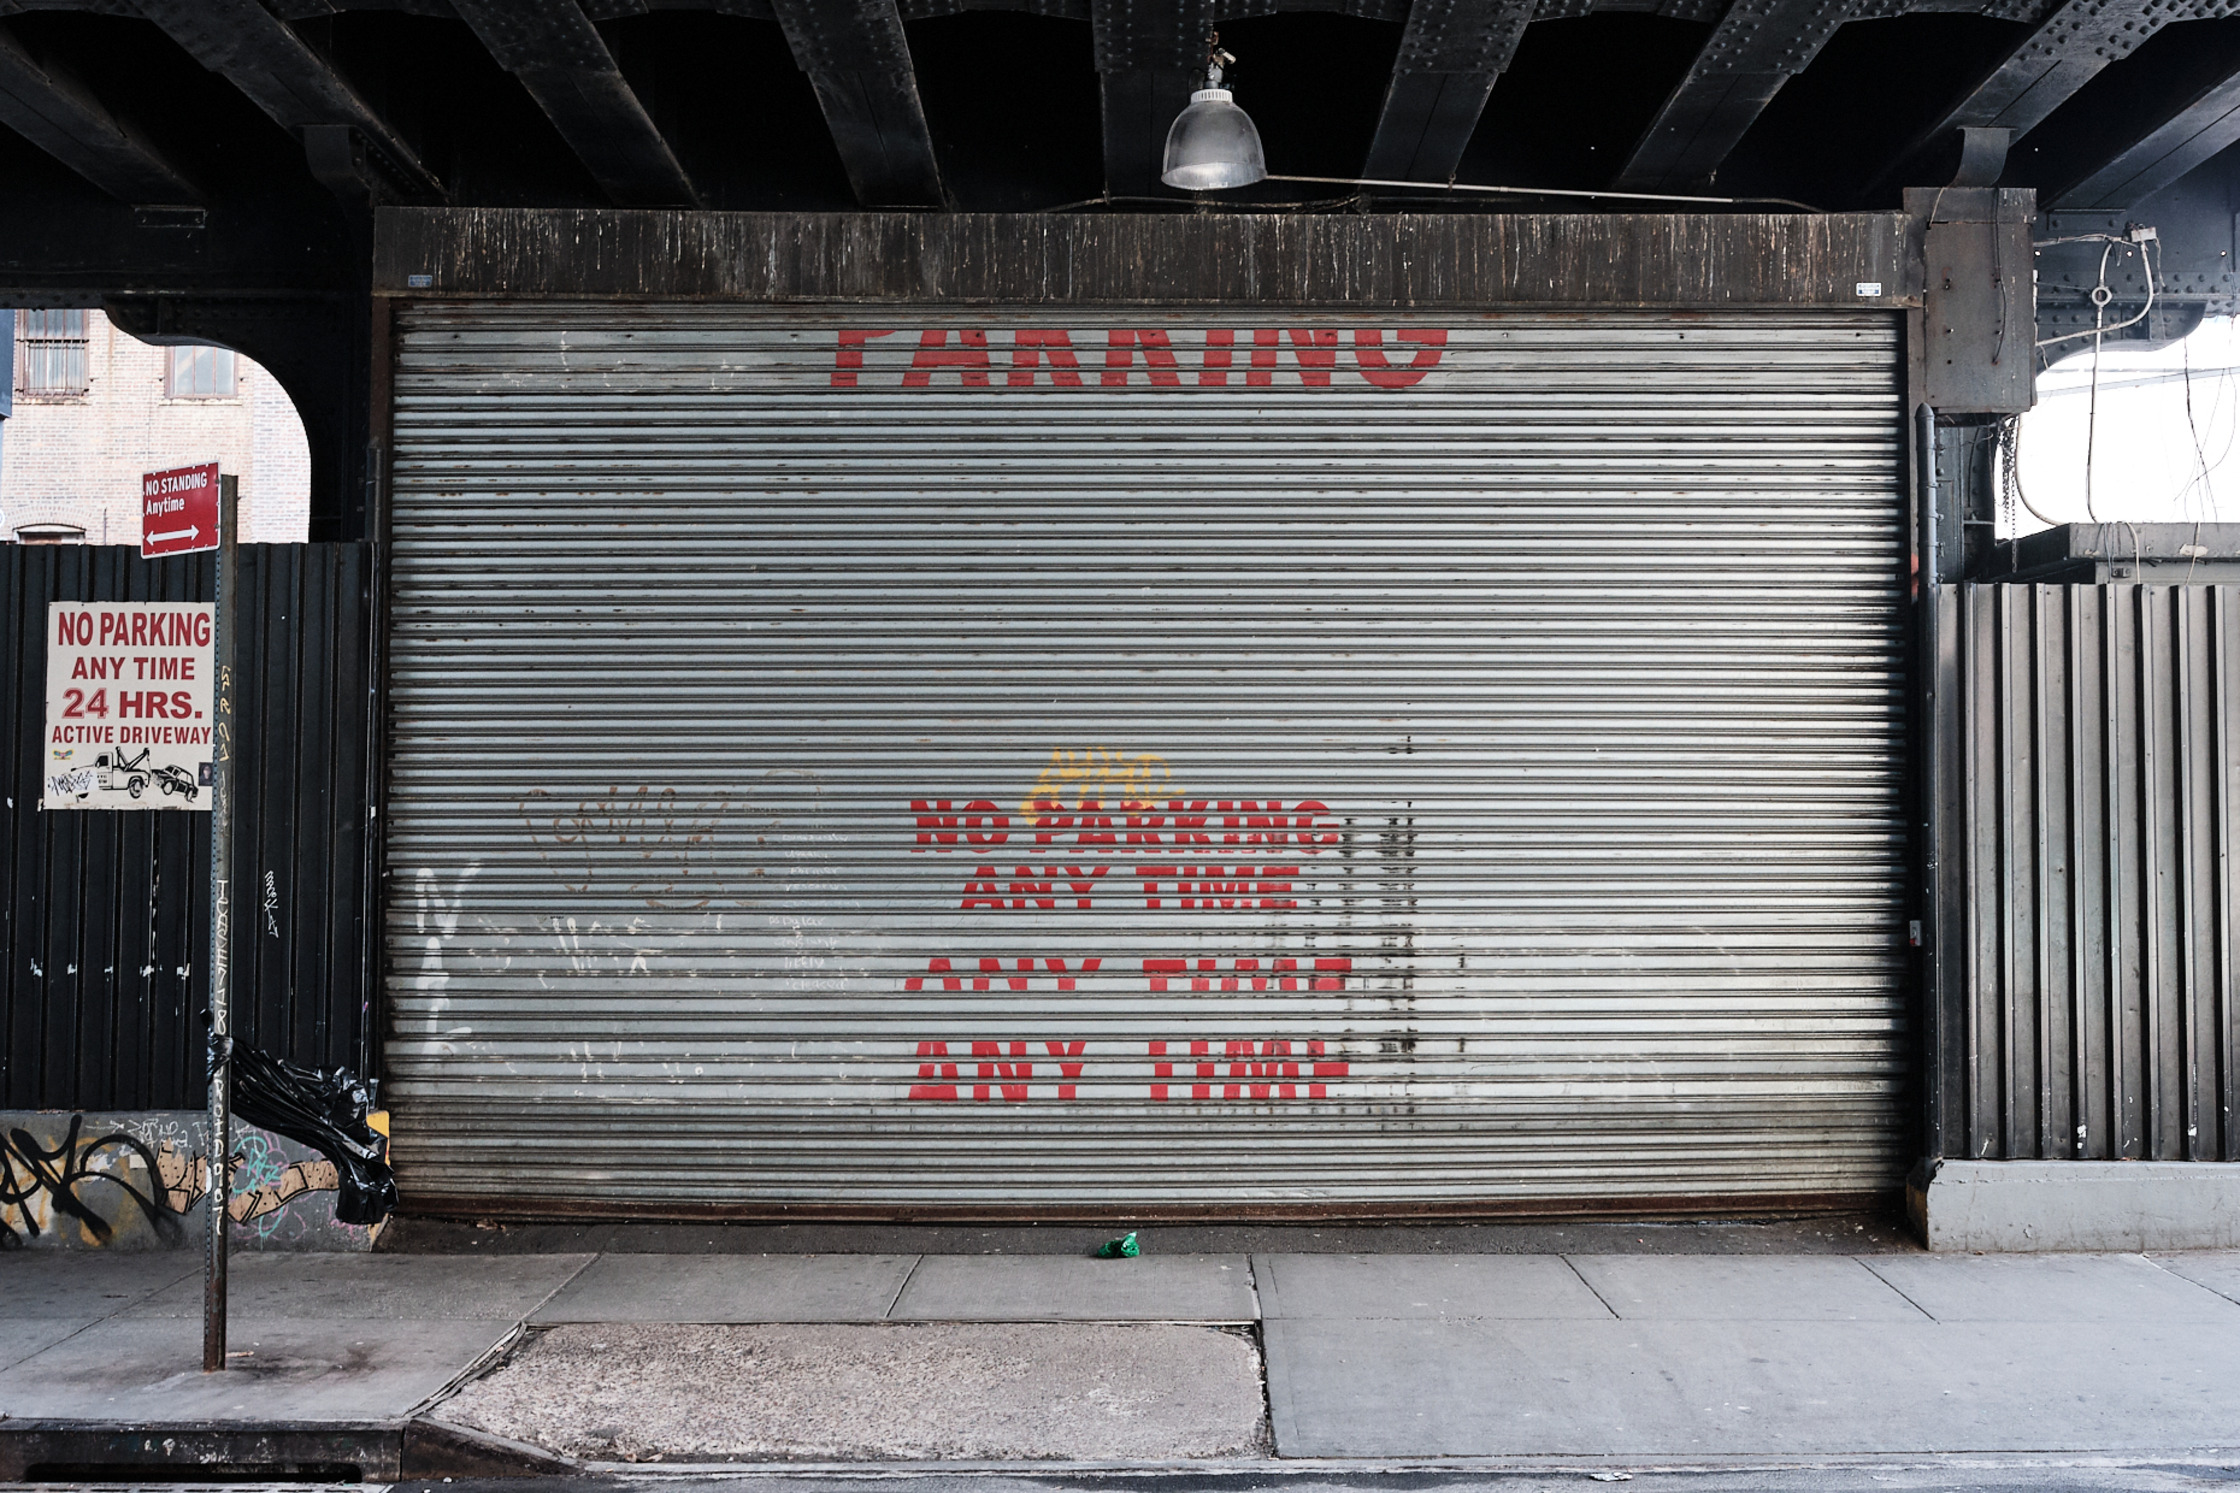 PARKING
NO STANDING
Anytime
NO PARKING
ANY TIME
24 HRS.
ACTIVE DRIVEWAY
NO PARKING
ANY TIME
ANY TIME
ANY TIME